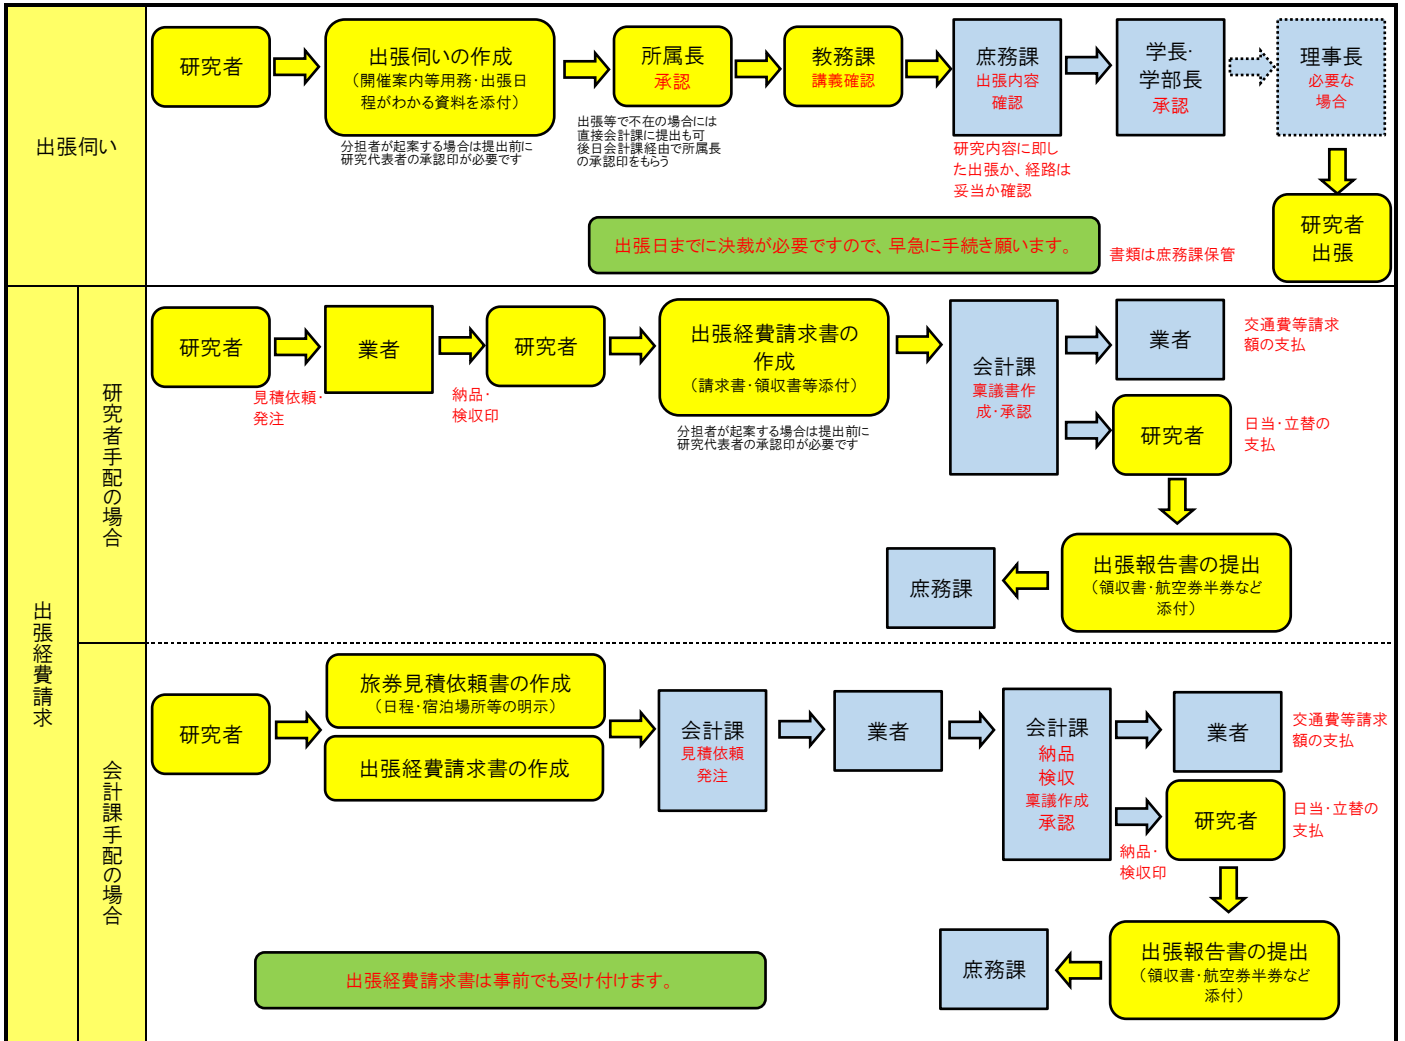 出張伺い
研究者
出張伺いの作成
（開催案内等用務・出張日
程がわかる資料を添付）
分担者が起案する場合は提出前に
研究代表者の承認印が必要です
所属長
承認
出張等で不在の場合には
直接会計課に提出も可
後日会計課経由で所属長
の承認印をもらう
教務課
講義確認
庶務課
出張内容
確認
研究内容に即し
た出張か、経路は
妥当か確認
学長・
学部長
承認
理事長
必要な
場合
研究者
出張
出張日までに決裁が必要ですので、早急に手続き願います。
書類は庶務課保管
出張経費請求
研究者手配の場合
研究者
見積依頼・
発注
業者
納品・
検収印
研究者
出張経費請求書の
作成
（請求書・領収書等添付）
分担者が起案する場合は提出前に
研究代表者の承認印が必要です
会計課
稟議書作
成・承認
業者
交通費等請求
額の支払
研究者
日当・立替の
支払
出張報告書の提出
（領収書・航空券半券など
添付）
庶務課
会計課手配の場合
研究者
旅券見積依頼書の作成
（日程・宿泊場所等の明示）
出張経費請求書の作成
会計課
見積依頼
発注
業者
会計課
納品
検収
稟議作成
承認
業者
交通費等請求
額の支払
研究者
日当・立替の
支払
納品・
検収印
出張報告書の提出
（領収書・航空券半券など
添付）
庶務課
出張経費請求書は事前でも受け付けます。